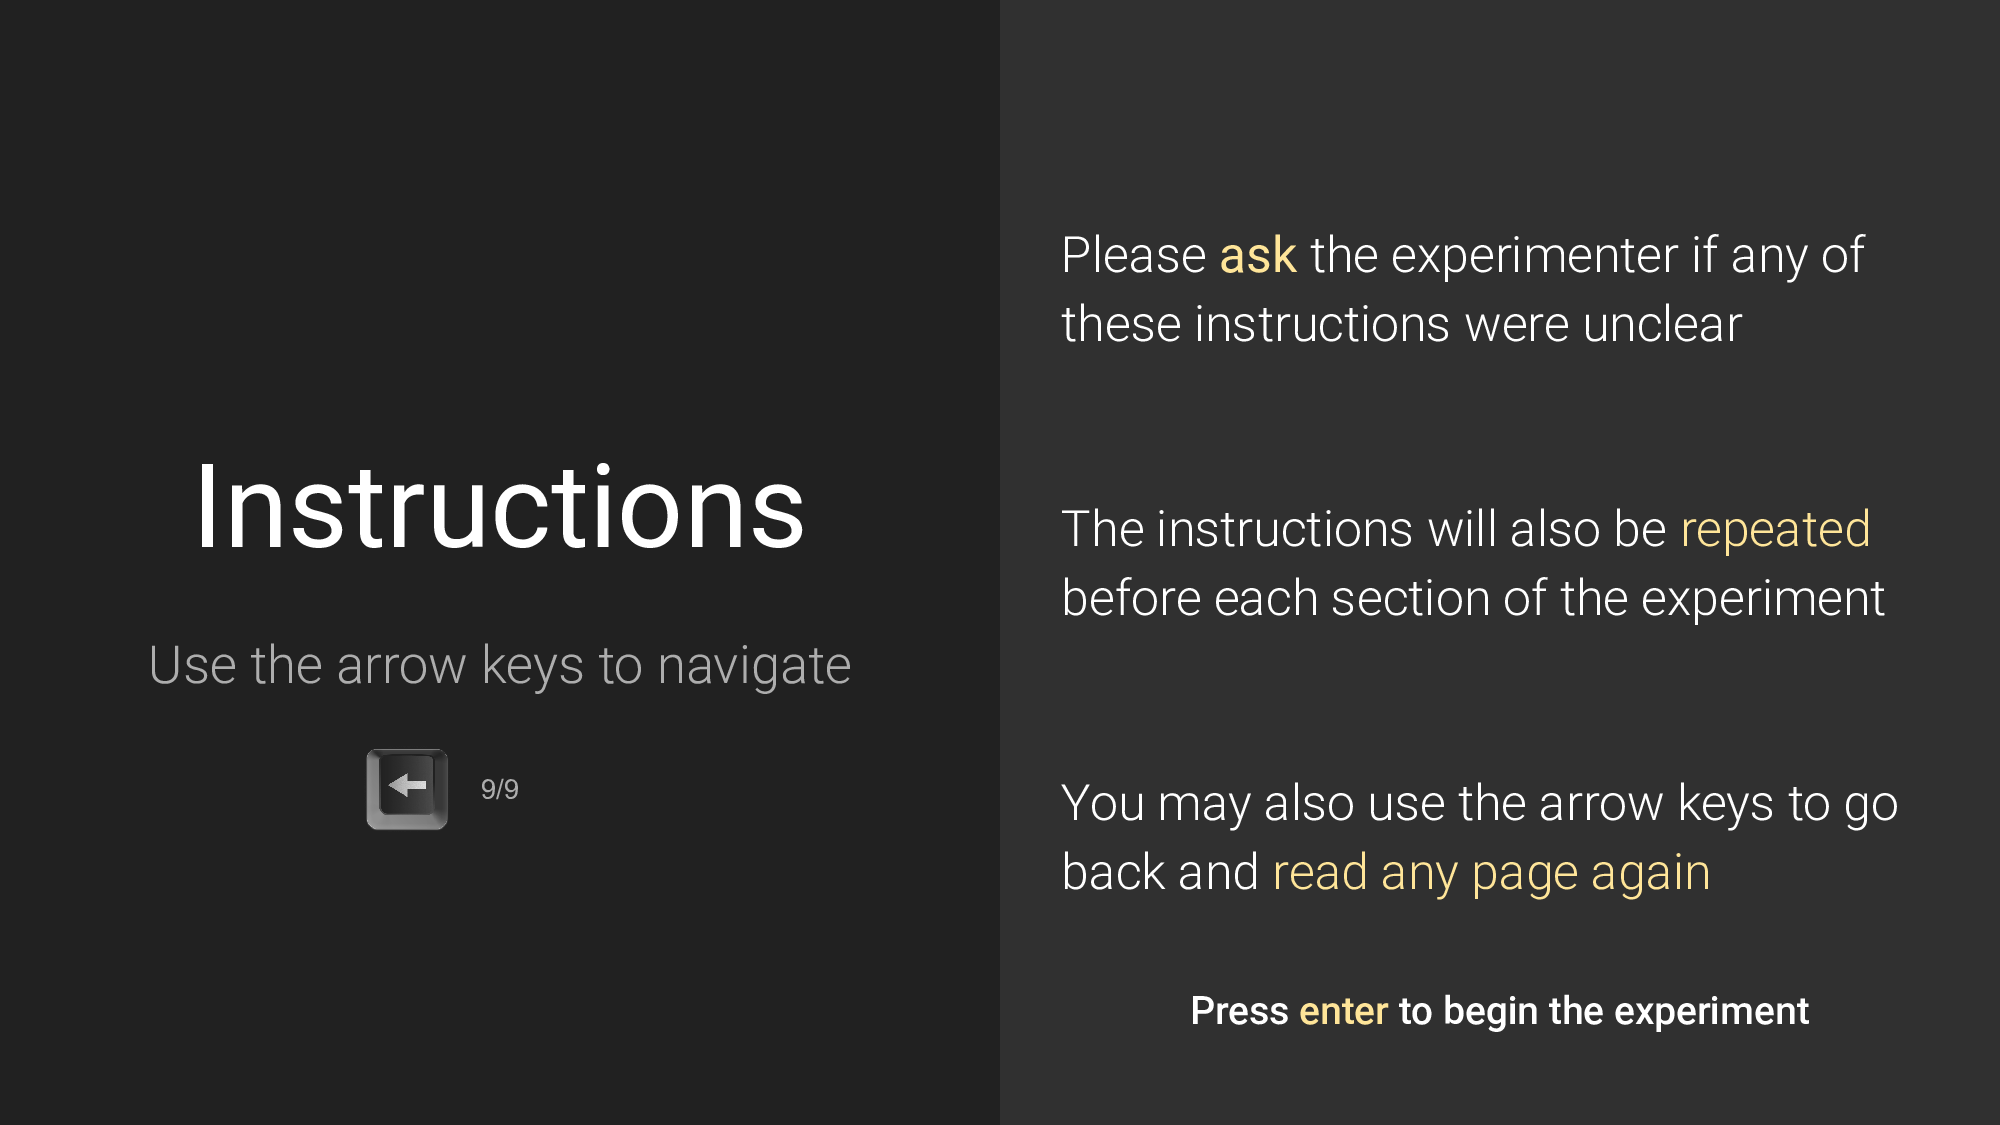 Instructions
Use the arrow keys to navigate
9/9
Please ask the experimenter if any of
these instructions were unclear
The instructions will also be repeated
before each section of the experiment
You may also use the arrow keys to go
back and read any page again
Press enter to begin the experiment